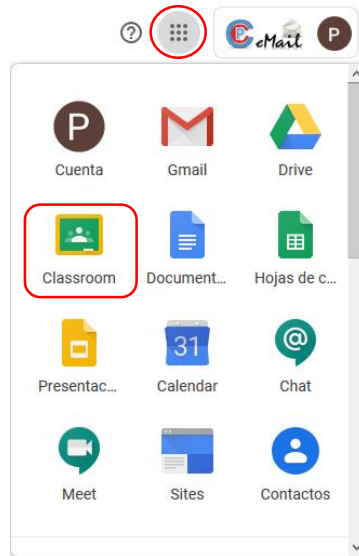 eMail P
P
Cuenta Gmail Drive
Classroom Document... Hojas de c...
31
@
Presentac... Calendar Chat
Meet Sites Contactos